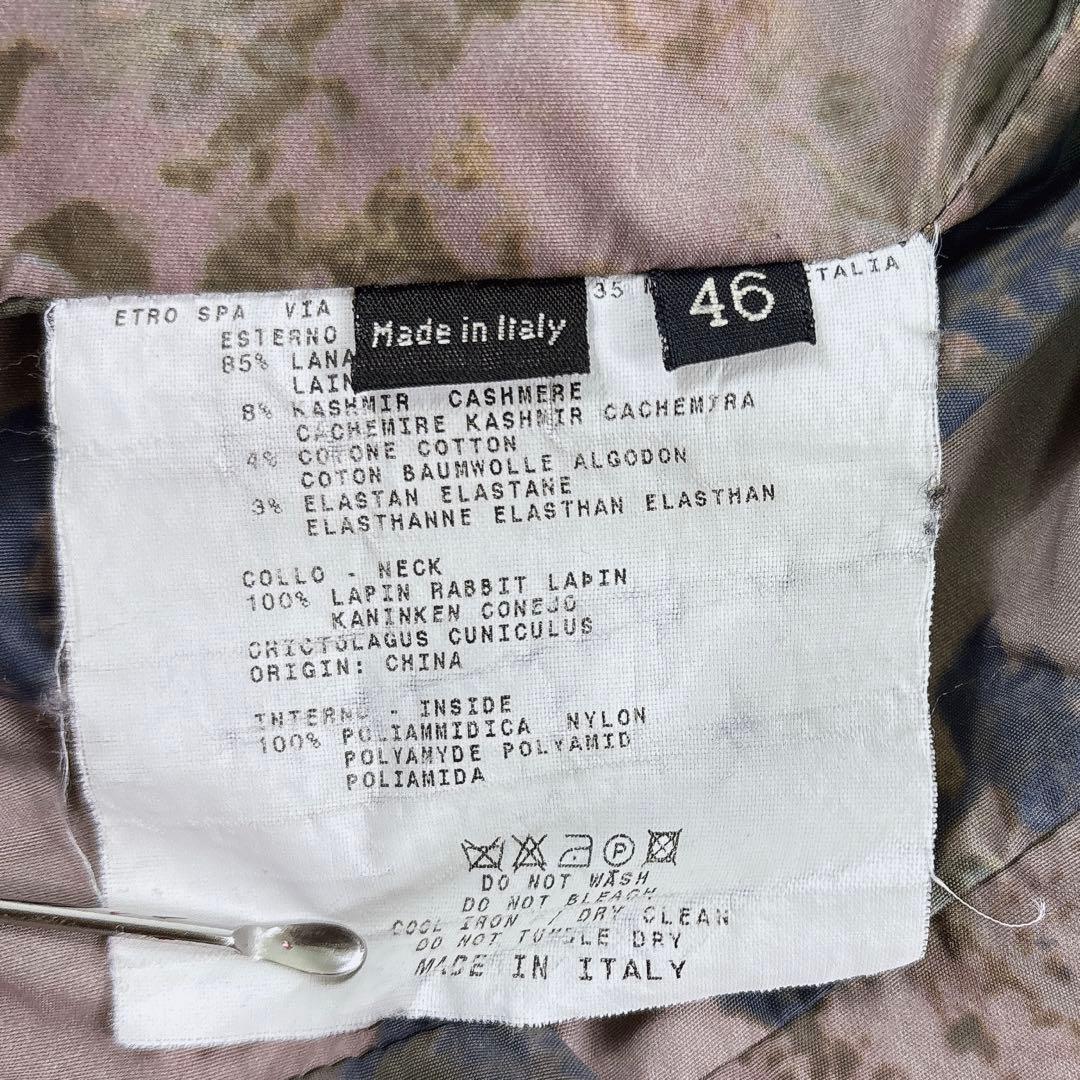 ETRO SPA VIA
35
ITALIA
Made in Italy
46
ESTERNO
85% LANA
LAIN
8% KASHMIR CASHMERE
CACHEMIRE KASHMIR CACHEMIRA
4% COTONE COTTON
COTON BAUMWOLLE ALGODON
3% ELASTAN ELASTANE
ELASTHANNE ELASTHAN ELASTHAN
COLLO - NECK
100% LAPIN RABBIT LAPIN
KANINKEN CONEJO
ORICTOLAGUS CUNICULUS
ORIGIN: CHINA
INTERNO - INSIDE
100% POLIAMMIDICA NYLON
POLYAMYDE POLYAMID
POLIAMIDA
P
DO NOT WASH
DO NOT BLEACH
COOL IRON / DRY CLEAN
DO NOT TUMBLE DRY
MADE IN ITALY